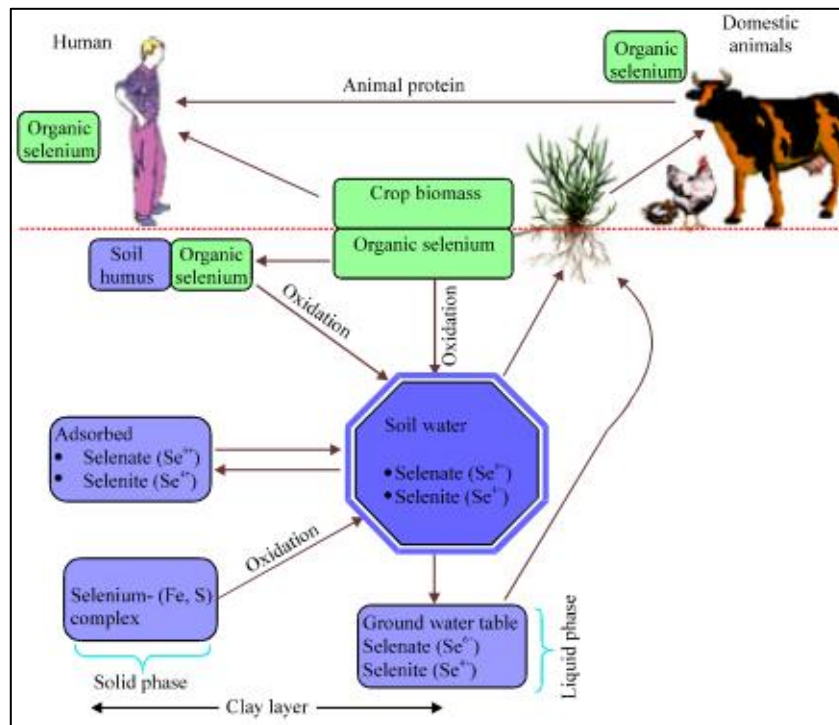 Human
Domestic
animals
Organic
selenium
Animal protein
Organic
selenium
Crop biomass
Organic selenium
Soil
humus
Organic
selenium
Oxidation
Oxidation
Soil water
• Selenate (Se⁶⁻)
• Selenite (Se⁴⁻)
Adsorbed
• Selenate (Se⁶⁺)
• Selenite (Se⁴⁺)
Oxidation
Selenium- (Fe, S)
complex
Ground water table
Selenate (Se⁶⁻)
Selenite (Se⁴⁻)
Liquid phase
Solid phase
Clay layer